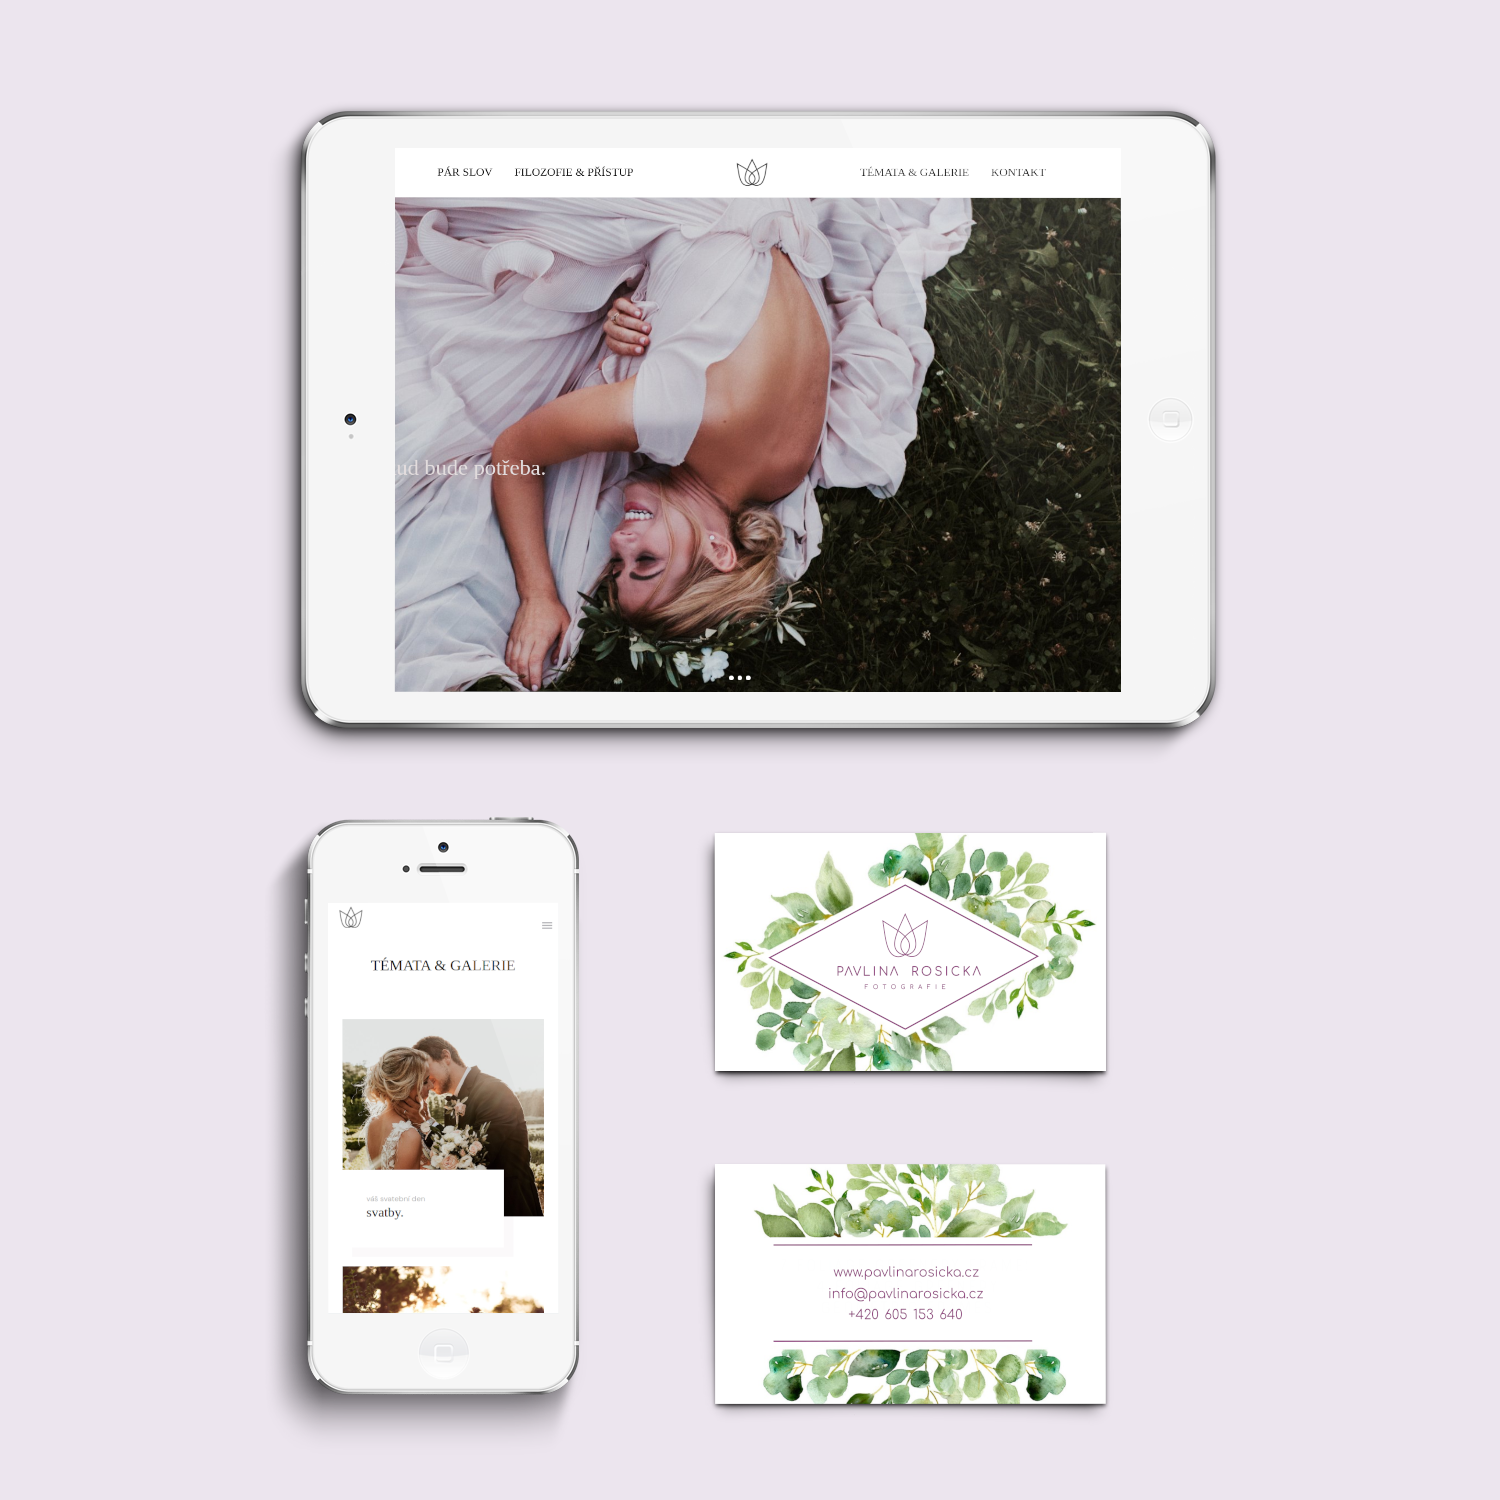 PÁR SLOV FILOZOFIE & PŘÍSTUP TÉMATA & GALERIE KONTAKT
bude potřeba.
TÉMATA & GALERIE
váš svatební den
svatby.
PAVLINA ROSICKA
FOTOGRAFIE
www.pavlinarosicka.cz
info@pavlinarosicka.cz
+420 605 153 640